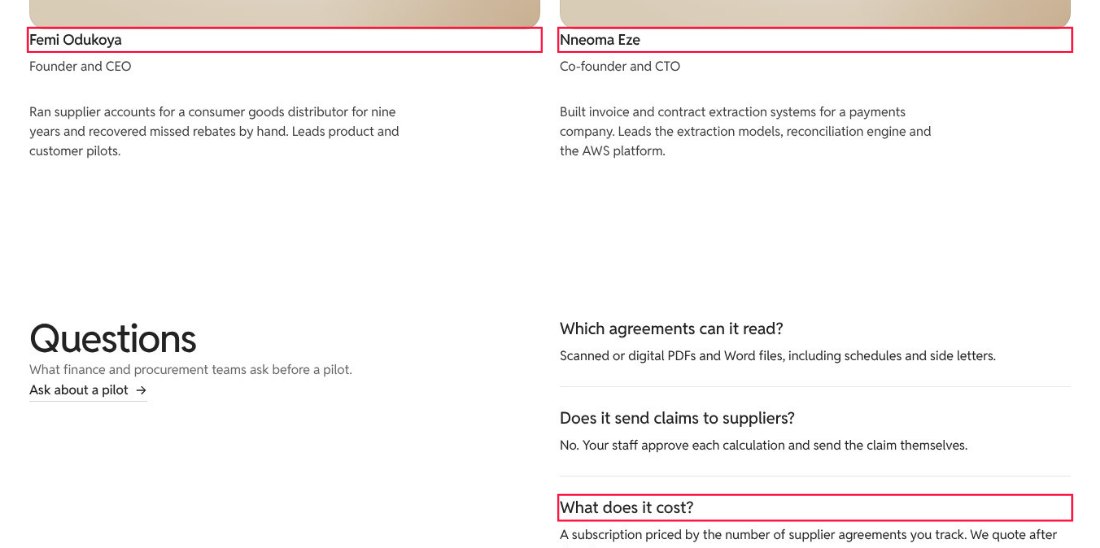 Femi Odukoya
Founder and CEO
Ran supplier accounts for a consumer goods distributor for nine
years and recovered missed rebates by hand. Leads product and
customer pilots.
Nneoma Eze
Co-founder and CTO
Built invoice and contract extraction systems for a payments
company. Leads the extraction models, reconciliation engine and
the AWS platform.
Questions
What finance and procurement teams ask before a pilot.
Ask about a pilot →
Which agreements can it read?
Scanned or digital PDFs and Word files, including schedules and side letters.
Does it send claims to suppliers?
No. Your staff approve each calculation and send the claim themselves.
What does it cost?
A subscription priced by the number of supplier agreements you track. We quote after